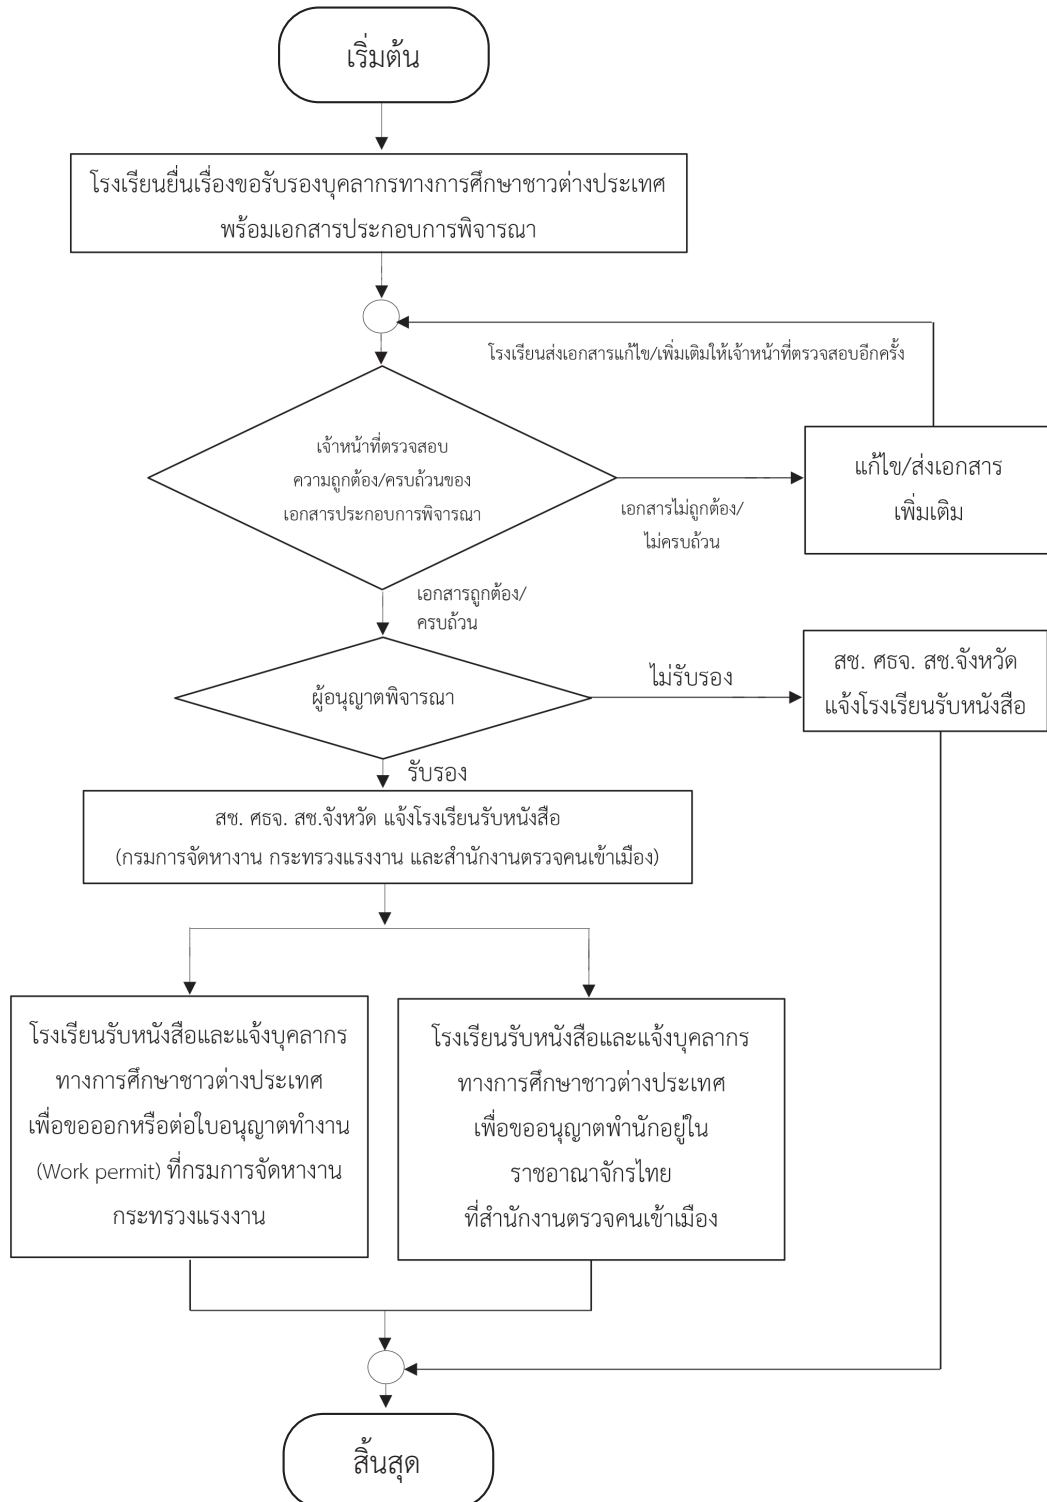 เริ่มต้น
โรงเรียนยื่นเรื่องขอรับรองบุคลากรทางการศึกษาชาวต่างประเทศ
พร้อมเอกสารประกอบการพิจารณา
โรงเรียนส่งเอกสารแก้ไข/เพิ่มเติมให้เจ้าหน้าที่ตรวจสอบอีกครั้ง
เจ้าหน้าที่ตรวจสอบ
ความถูกต้อง/ครบถ้วนของ
เอกสารประกอบการพิจารณา
เอกสารไม่ถูกต้อง/
ไม่ครบถ้วน
แก้ไข/ส่งเอกสาร
เพิ่มเติม
เอกสารถูกต้อง/
ครบถ้วน
ผู้อนุญาตพิจารณา
ไม่รับรอง
สช. ศธจ. สช.จังหวัด
แจ้งโรงเรียนรับหนังสือ
รับรอง
สช. ศธจ. สช.จังหวัด แจ้งโรงเรียนรับหนังสือ
(กรมการจัดหางาน กระทรวงแรงงาน และสำนักงานตรวจคนเข้าเมือง)
โรงเรียนรับหนังสือและแจ้งบุคลากร
ทางการศึกษาชาวต่างประเทศ
เพื่อขอออกหรือต่อใบอนุญาตทำงาน
(Work permit) ที่กรมการจัดหางาน
กระทรวงแรงงาน
โรงเรียนรับหนังสือและแจ้งบุคลากร
ทางการศึกษาชาวต่างประเทศ
เพื่อขออนุญาตพำนักอยู่ใน
ราชอาณาจักรไทย
ที่สำนักงานตรวจคนเข้าเมือง
สิ้นสุด